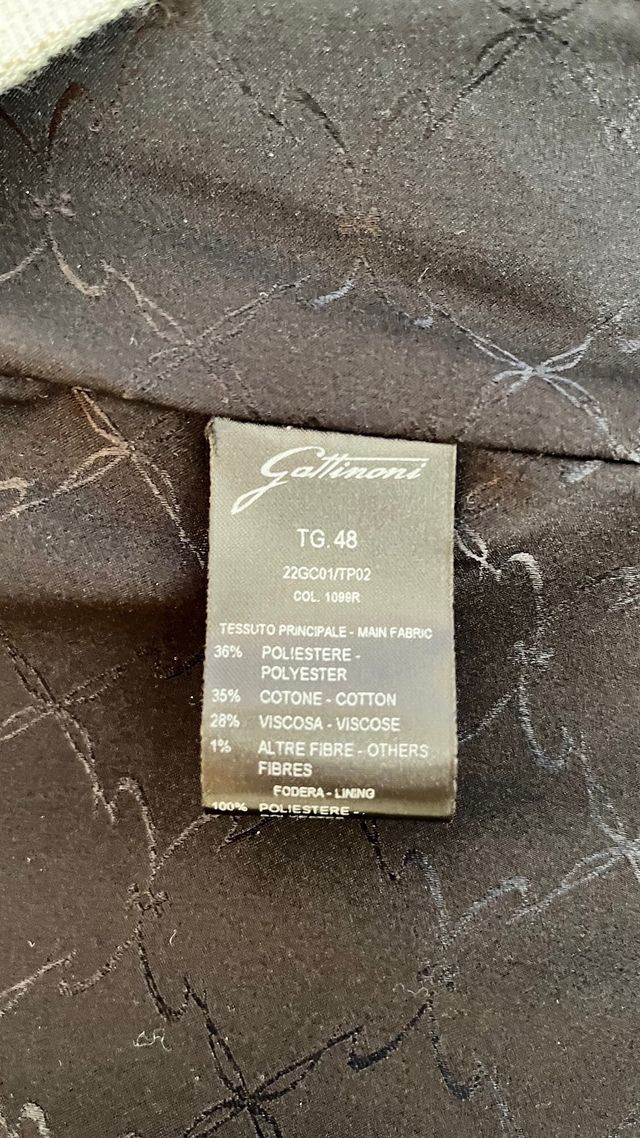 Gattinoni
TG. 48
22GC01/TP02
COL. 1099R
TESSUTO PRINCIPALE - MAIN FABRIC
36% POLIESTERE -
POLYESTER
35% COTONE - COTTON
28% VISCOSA - VISCOSE
1% ALTRE FIBRE - OTHERS
FIBRES
FODERA - LINING
100% POLIESTERE -